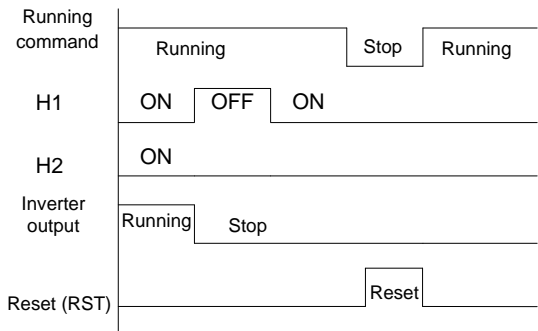 Running
command
Running
Stop
Running
H1
ON
OFF
ON
H2
ON
Inverter
output
Running
Stop
Reset (RST)
Reset